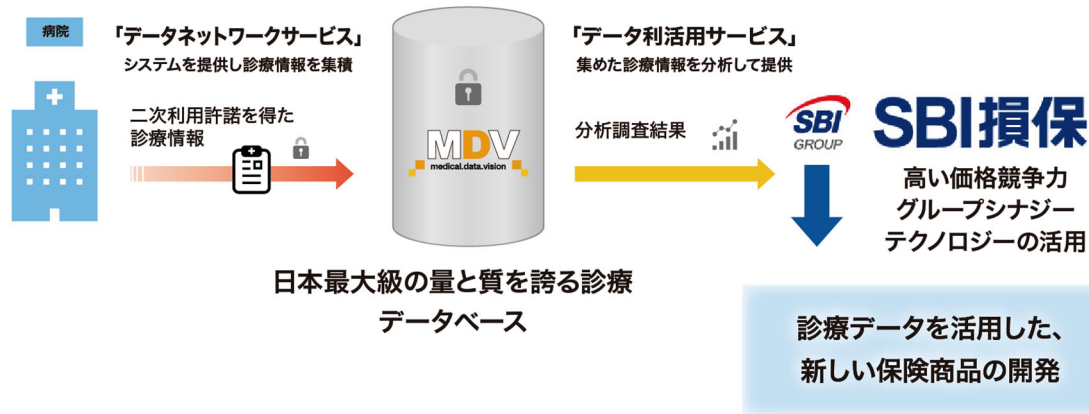 病院
「データネットワークサービス」
システムを提供し診療情報を集積
二次利用許諾を得た
診療情報
MDV
medical.data.vision
日本最大級の量と質を誇る診療
データベース
「データ利活用サービス」
集めた診療情報を分析して提供
分析調査結果
SBI
GROUP
SBI損保
高い価格競争力
グループシナジー
テクノロジーの活用
診療データを活用した、
新しい保険商品の開発